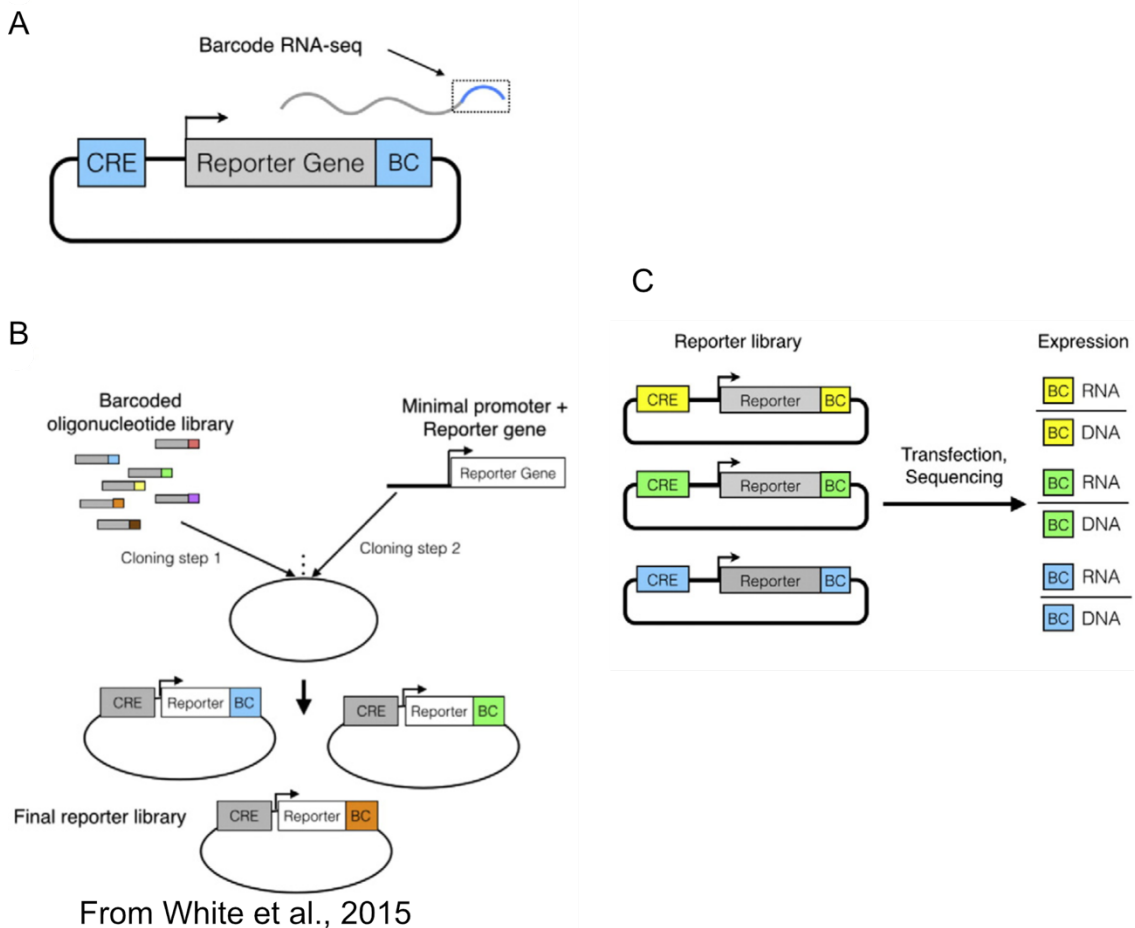 A
Barcode RNA-seq
CRE
Reporter Gene
BC
B
Barcoded
oligonucleotide library
Minimal promoter +
Reporter gene
Reporter Gene
Cloning step 1
Cloning step 2
CRE
Reporter
BC
CRE
Reporter
BC
Final reporter library
CRE
Reporter
BC
From White et al., 2015
C
Reporter library
Expression
CRE
Reporter
BC
BC RNA
BC DNA
Transfection,
Sequencing
CRE
Reporter
BC
BC RNA
BC DNA
CRE
Reporter
BC
BC RNA
BC DNA